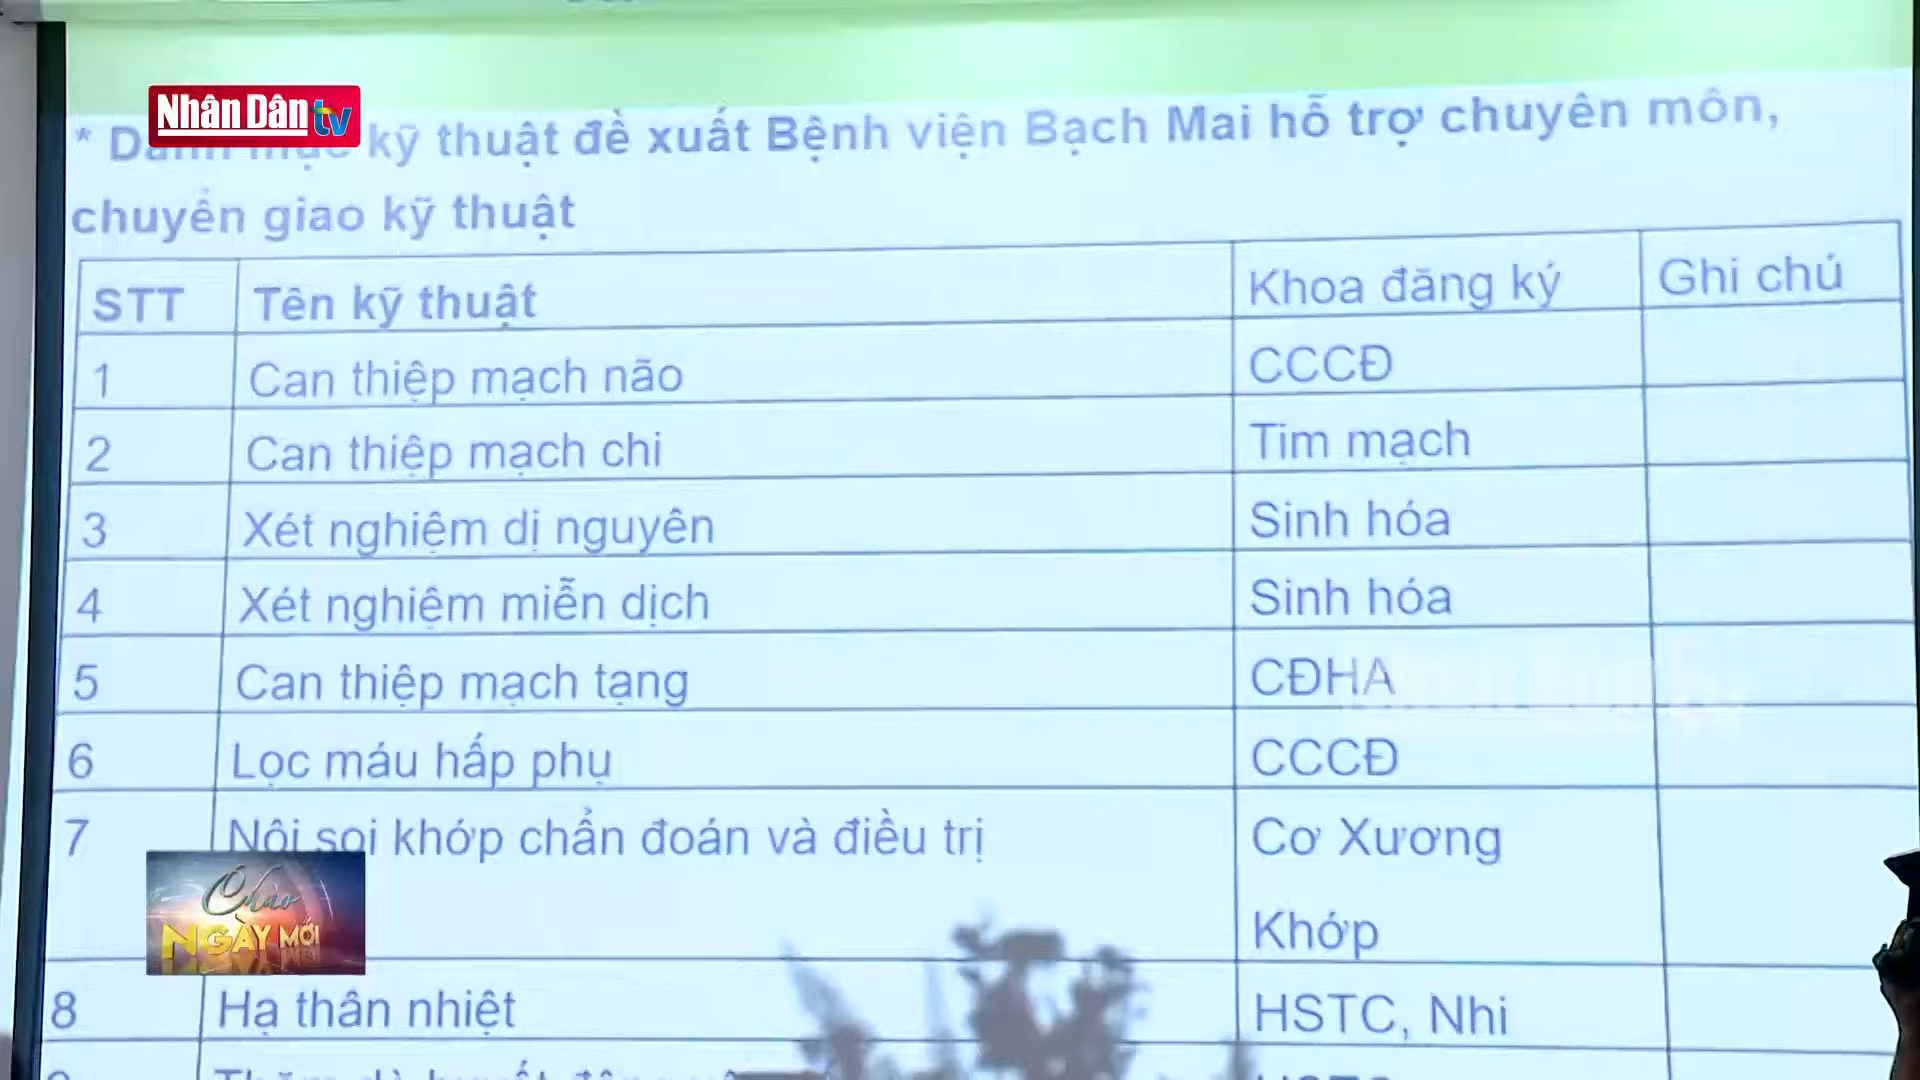 Nhân Dân tv
* Danh mục kỹ thuật đề xuất Bệnh viện Bạch Mai hỗ trợ chuyên môn,
chuyển giao kỹ thuật
STT Tên kỹ thuật Khoa đăng ký Ghi chú
1 Can thiệp mạch não CCCĐ
2 Can thiệp mạch chi Tim mạch
3 Xét nghiệm dị nguyên Sinh hóa
4 Xét nghiệm miễn dịch Sinh hóa
5 Can thiệp mạch tạng CĐHA
6 Lọc máu hấp phụ CCCĐ
7 Nội soi khớp chẩn đoán và điều trị Cơ Xương
Khớp
Chào
NGÀY MỚI
8 Hạ thân nhiệt HSTC, Nhi